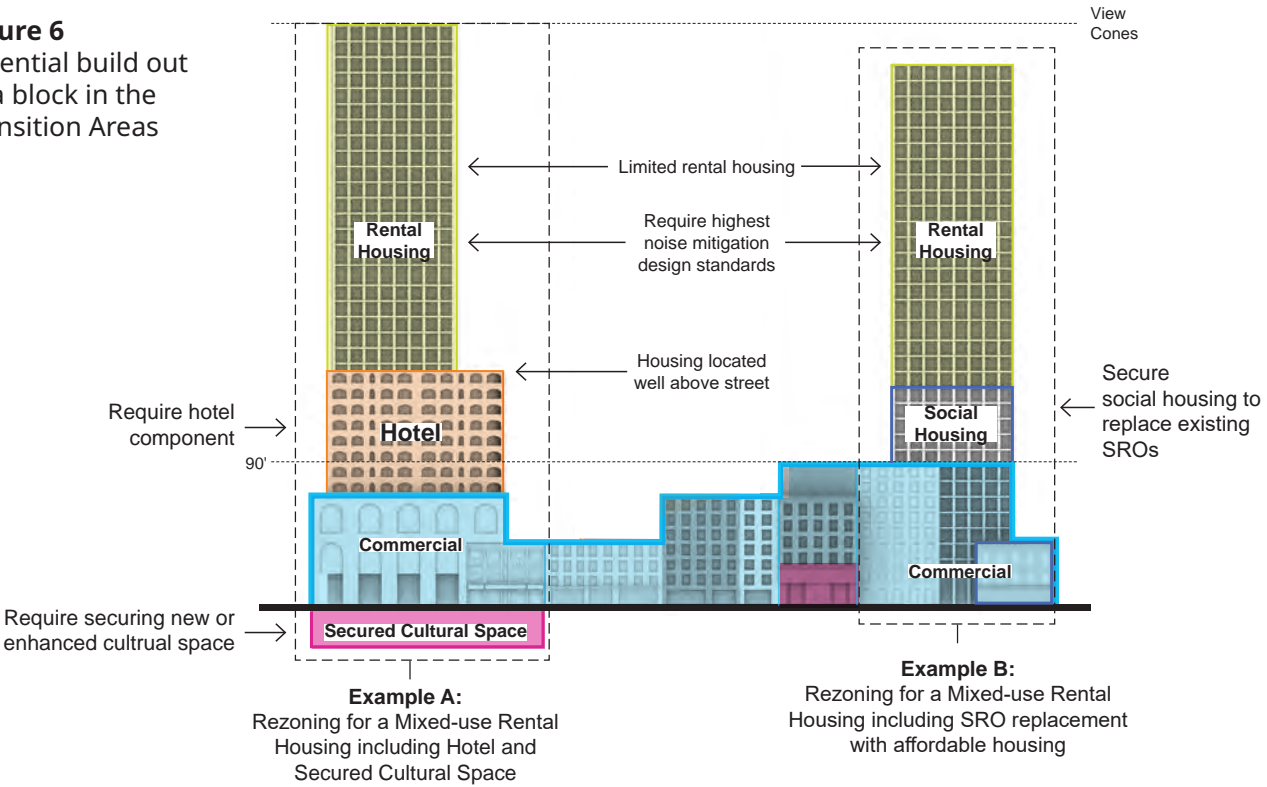 ure 6
ential build out
a block in the
nsition Areas
View
Cones
Limited rental housing
Rental
Housing
Require highest
noise mitigation
design standards
Rental
Housing
Housing located
well above street
Require hotel
component
Hotel
Social
Housing
Secure
social housing to
replace existing
SROs
90'
Commercial
Commercial
Require securing new or
enhanced cultrual space
Secured Cultural Space
Example A:
Rezoning for a Mixed-use Rental
Housing including Hotel and
Secured Cultural Space
Example B:
Rezoning for a Mixed-use Rental
Housing including SRO replacement
with affordable housing